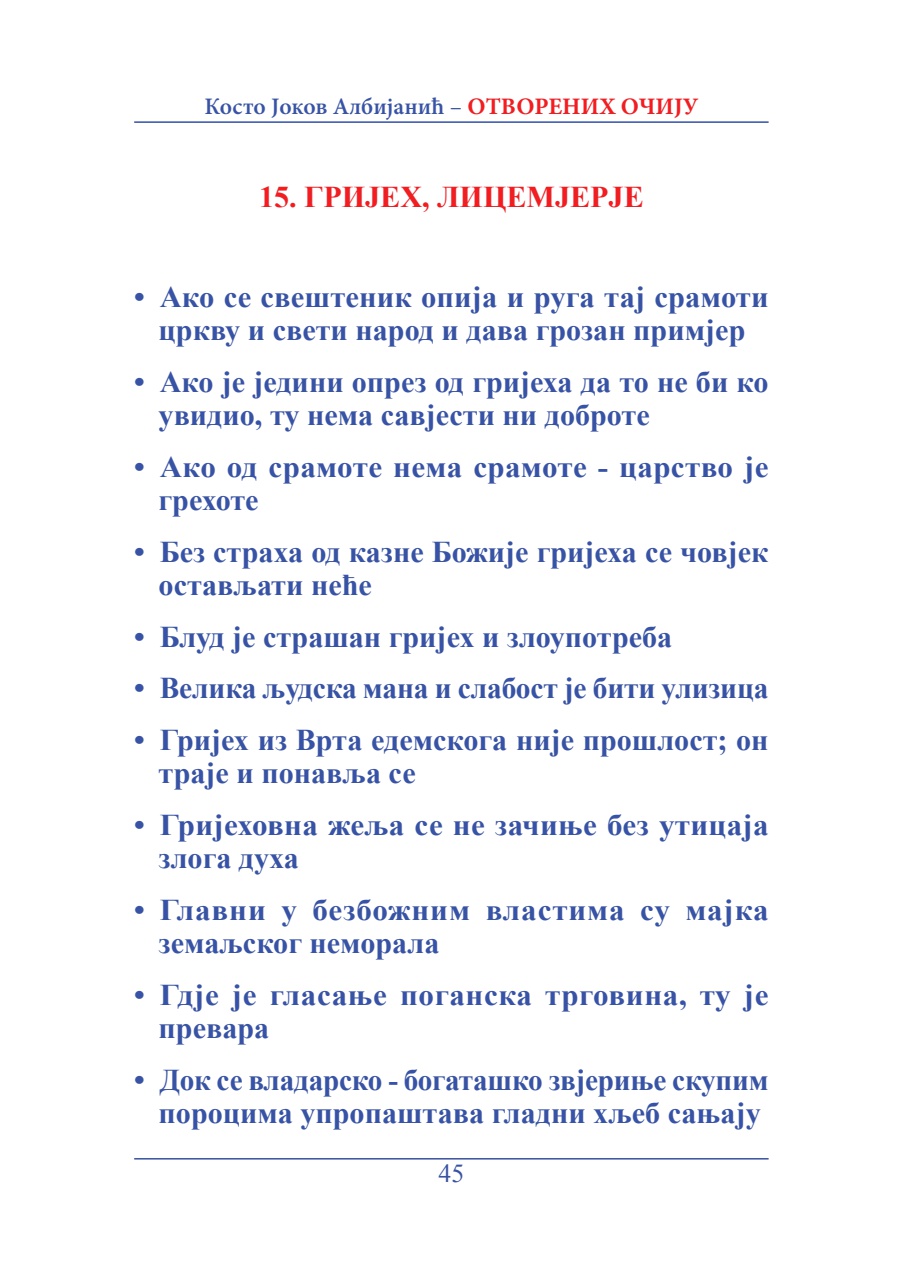 Косто Јоков Албијанић – ОТВОРЕНИХ ОЧИЈУ
15. ГРИЈЕХ, ЛИЦЕМЈЕРЈЕ
• Ако се свештеник опија и руга тај срамоти
цркву и свети народ и дава грозан примјер
• Ако је једини опрез од гријеха да то не би ко
увидио, ту нема савјести ни доброте
• Ако од срамоте нема срамоте - царство је
грехоте
• Без страха од казне Божије гријеха се човјек
остављати неће
• Блуд је страшан гријех и злоупотреба
• Велика људска мана и слабост је бити улизица
• Гријех из Врта едемскога није прошлост; он
траје и понавља се
• Гријеховна жеља се не зачиње без утицаја
злога духа
• Главни у безбожним властима су мајка
земаљског неморала
• Гдје је гласање поганска трговина, ту је
превара
• Док се владарско - богаташко звјериње скупим
пороцима упропаштава гладни хљеб сањају
45